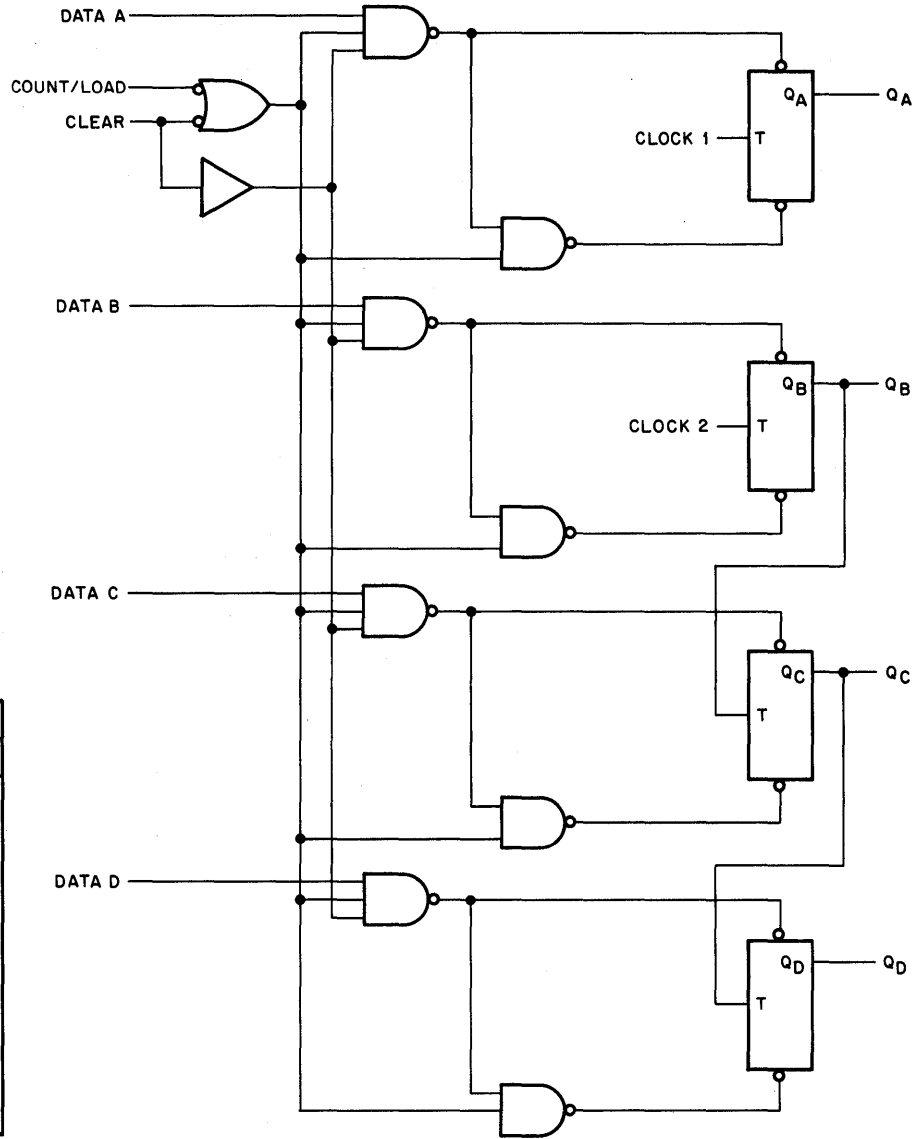 DATA A
COUNT/LOAD
CLEAR
QA
QA
CLOCK 1
T
DATA B
QB
QB
CLOCK 2
T
DATA C
QC
QC
T
DATA D
QD
QD
T